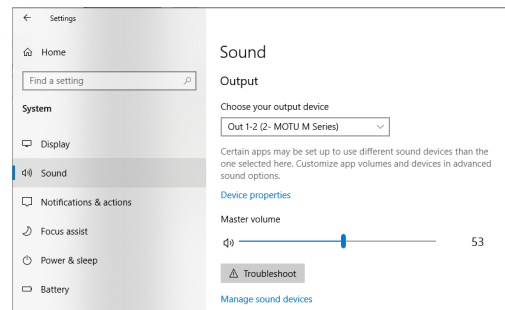 Settings
Home
Find a setting
System
Display
Sound
Notifications & actions
Focus assist
Power & sleep
Battery
Sound
Output
Choose your output device
Out 1-2 (2- MOTU M Series)
Certain apps may be set up to use different sound devices than the
one selected here. Customize app volumes and devices in advanced
sound options.
Device properties
Master volume
53
Troubleshoot
Manage sound devices